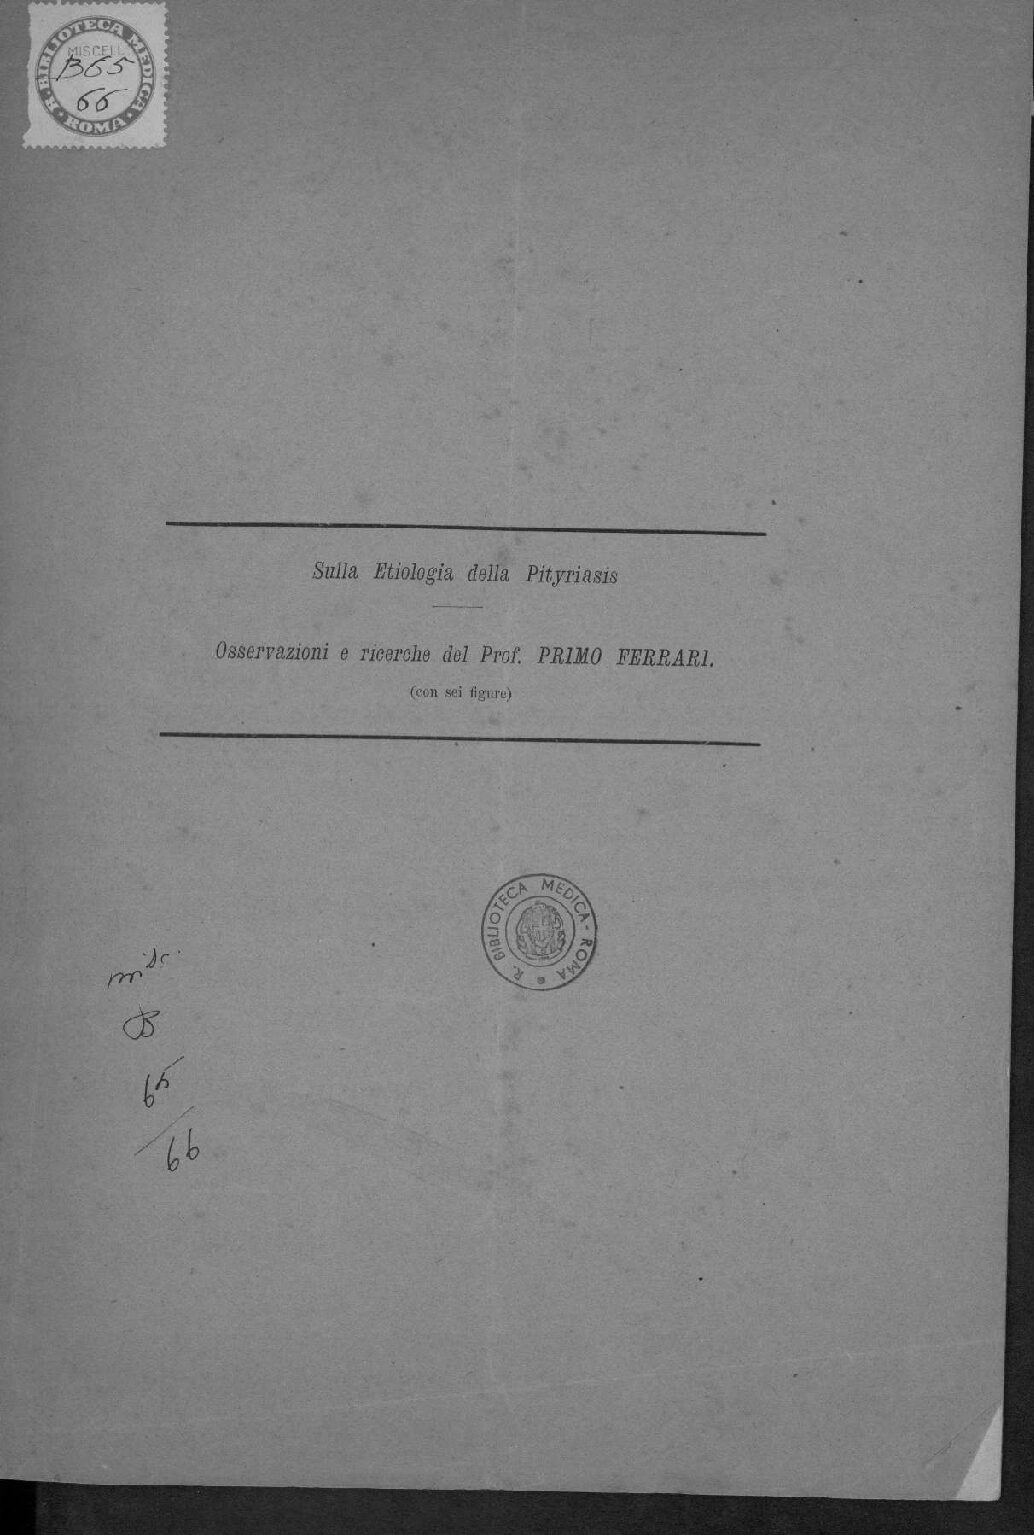 R. BIBLIOTECA MEDICA
MISCELL.
B65
66
ROMA
Sulla Etiologia della Pityriasis
Osservazioni e ricerche del Prof. PRIMO FERRARI.
(con sei figure)
R. BIBLIOTECA MEDICA - ROMA
misc.
B
65
66